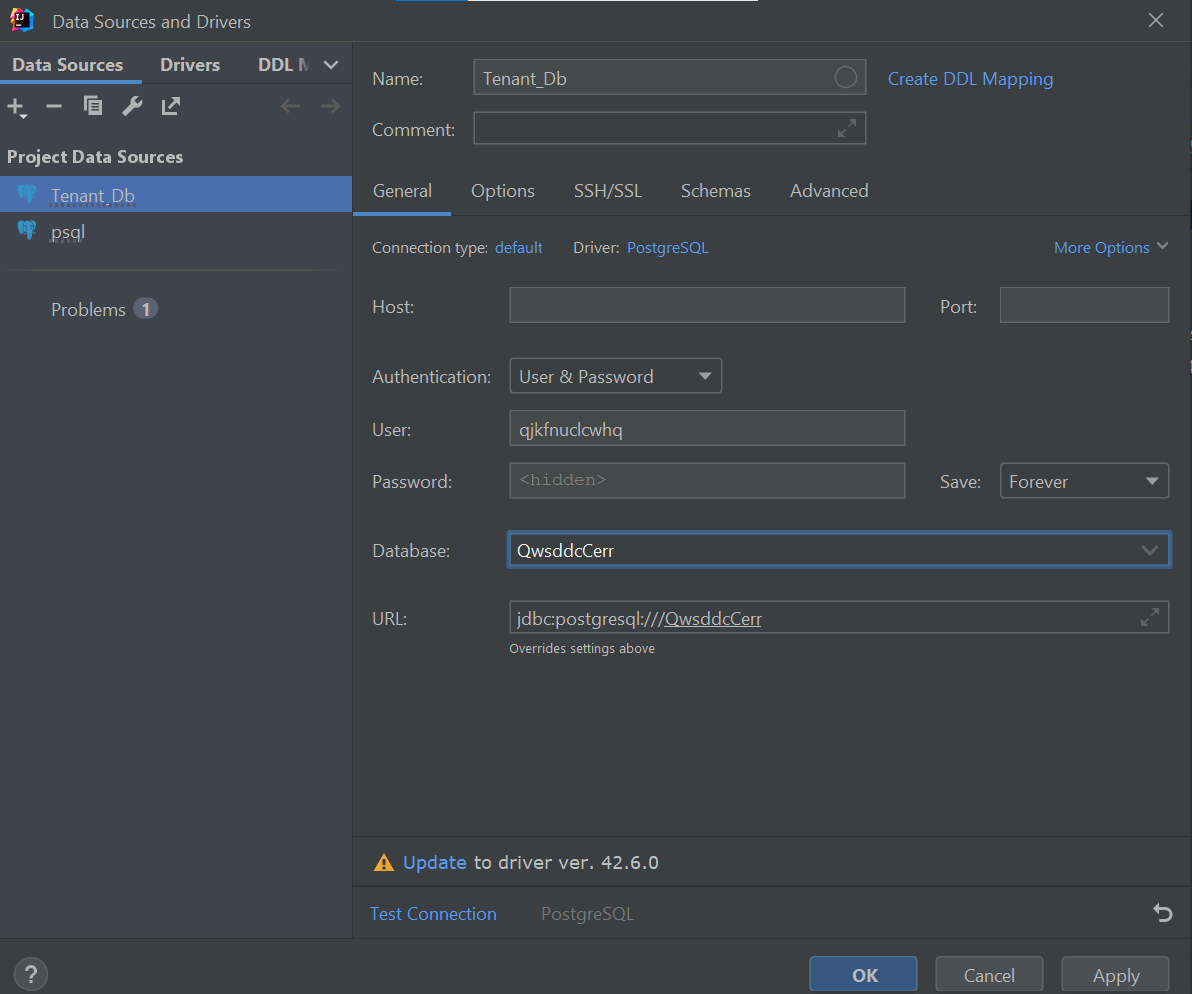 Data Sources and Drivers
Data Sources Drivers DDL M
Project Data Sources
Tenant_Db
psql
Problems 1
Name: Tenant_Db Create DDL Mapping
Comment:
General Options SSH/SSL Schemas Advanced
Connection type: default Driver: PostgreSQL More Options
Host: Port:
Authentication: User & Password
User: qjkfnuclcwhq
Password: <hidden> Save: Forever
Database: QwsddcCerr
URL: jdbc:postgresql:///QwsddcCerr
Overrides settings above
Update to driver ver. 42.6.0
Test Connection PostgreSQL
? OK Cancel Apply